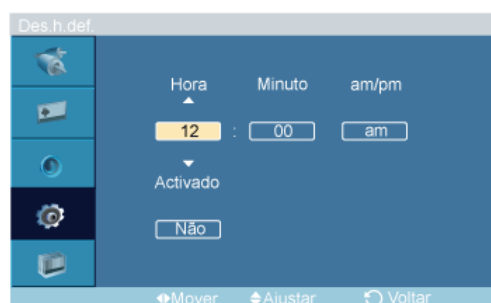 Des.h.def.
Hora Minuto am/pm
12 : 00 am
Activado
Não
Mover Ajustar Voltar